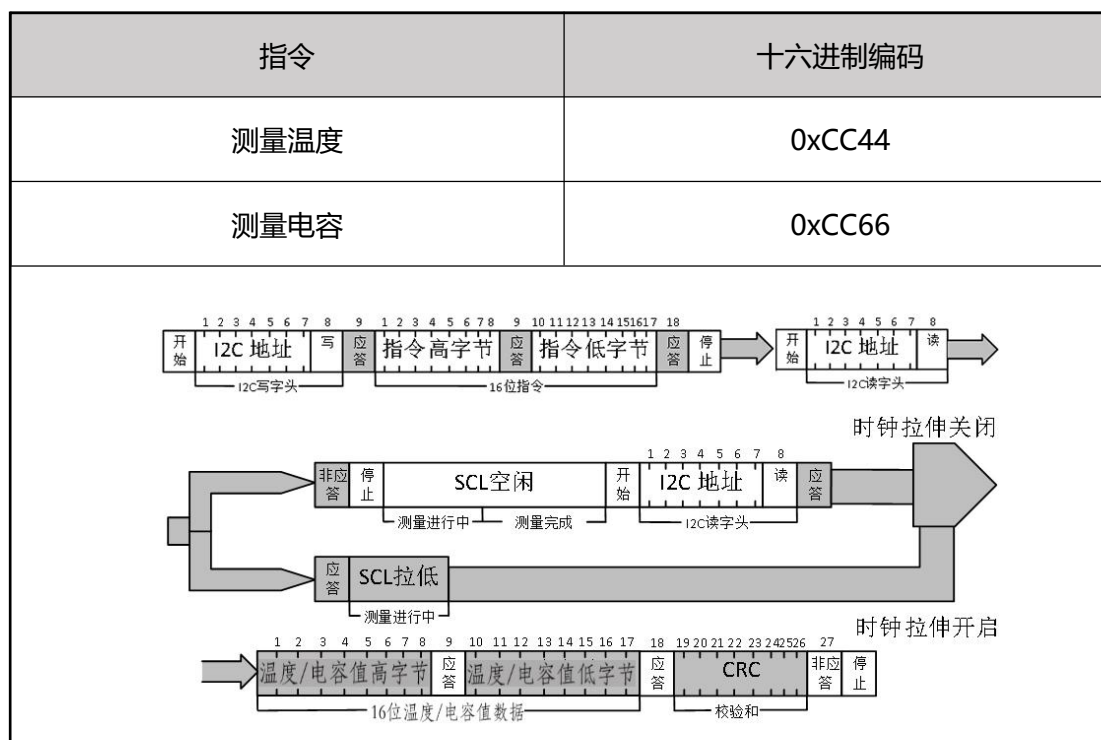 指令 十六进制编码
测量温度 0xCC44
测量电容 0xCC66
1 2 3 4 5 6 7 8 9 1 2 3 4 5 6 7 8 9 10 11 12 13 14 15 16 17 18 1 2 3 4 5 6 7 8
开始 I2C 地址 写 应答 指令高字节 应答 指令低字节 应答 停止 开始 I2C 地址 读
I2C写字头 16位指令 I2C读字头
时钟拉伸关闭
1 2 3 4 5 6 7 8
非应答 停止 SCL空闲 开始 I2C 地址 读 应答
测量进行中 测量完成 I2C读字头
应答 SCL拉低
测量进行中
时钟拉伸开启
1 2 3 4 5 6 7 8 9 10 11 12 13 14 15 16 17 18 19 20 21 22 23 24 25 26 27
温度/电容值高字节 应答 温度/电容值低字节 应答 CRC 非应答 停止
16位温度/电容值数据 校验和